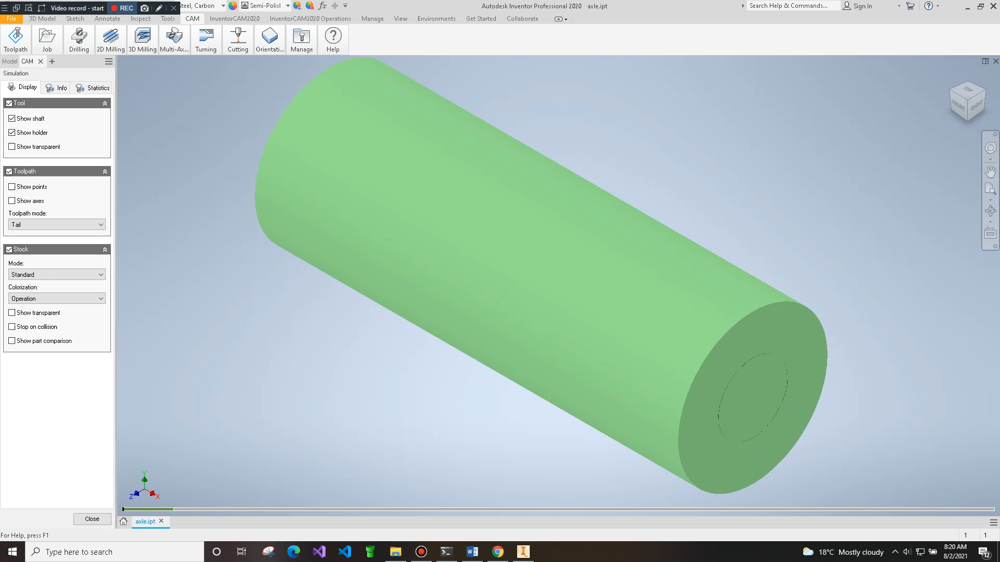 Video record - start
REC
teel, Carbon
Semi-Polisl
fx
Autodesk Inventor Professional 2020 axle.ipt
Search Help & Commands...
Sign In
File 3D Model Sketch Annotate Inspect Tools CAM InventorCAM2020 InventorCAM2020 Operations Manage View Environments Get Started Collaborate
Toolpath Job Drilling 2D Milling 3D Milling Multi-Ax... Turning Cutting Orientati... Manage Help
Model CAM
Simulation
Display Info Statistics
Tool
Show shaft
Show holder
Show transparent
Toolpath
Show points
Show axes
Toolpath mode:
Tail
Stock
Mode:
Standard
Colorization:
Operation
Show transparent
Stop on collision
Show part comparison
Close
TOP
FRONT
RIGHT
Y
Z
X
axle.ipt
For Help, press F1
1 1
Type here to search
18°C Mostly cloudy
8:20 AM
8/2/2021
12